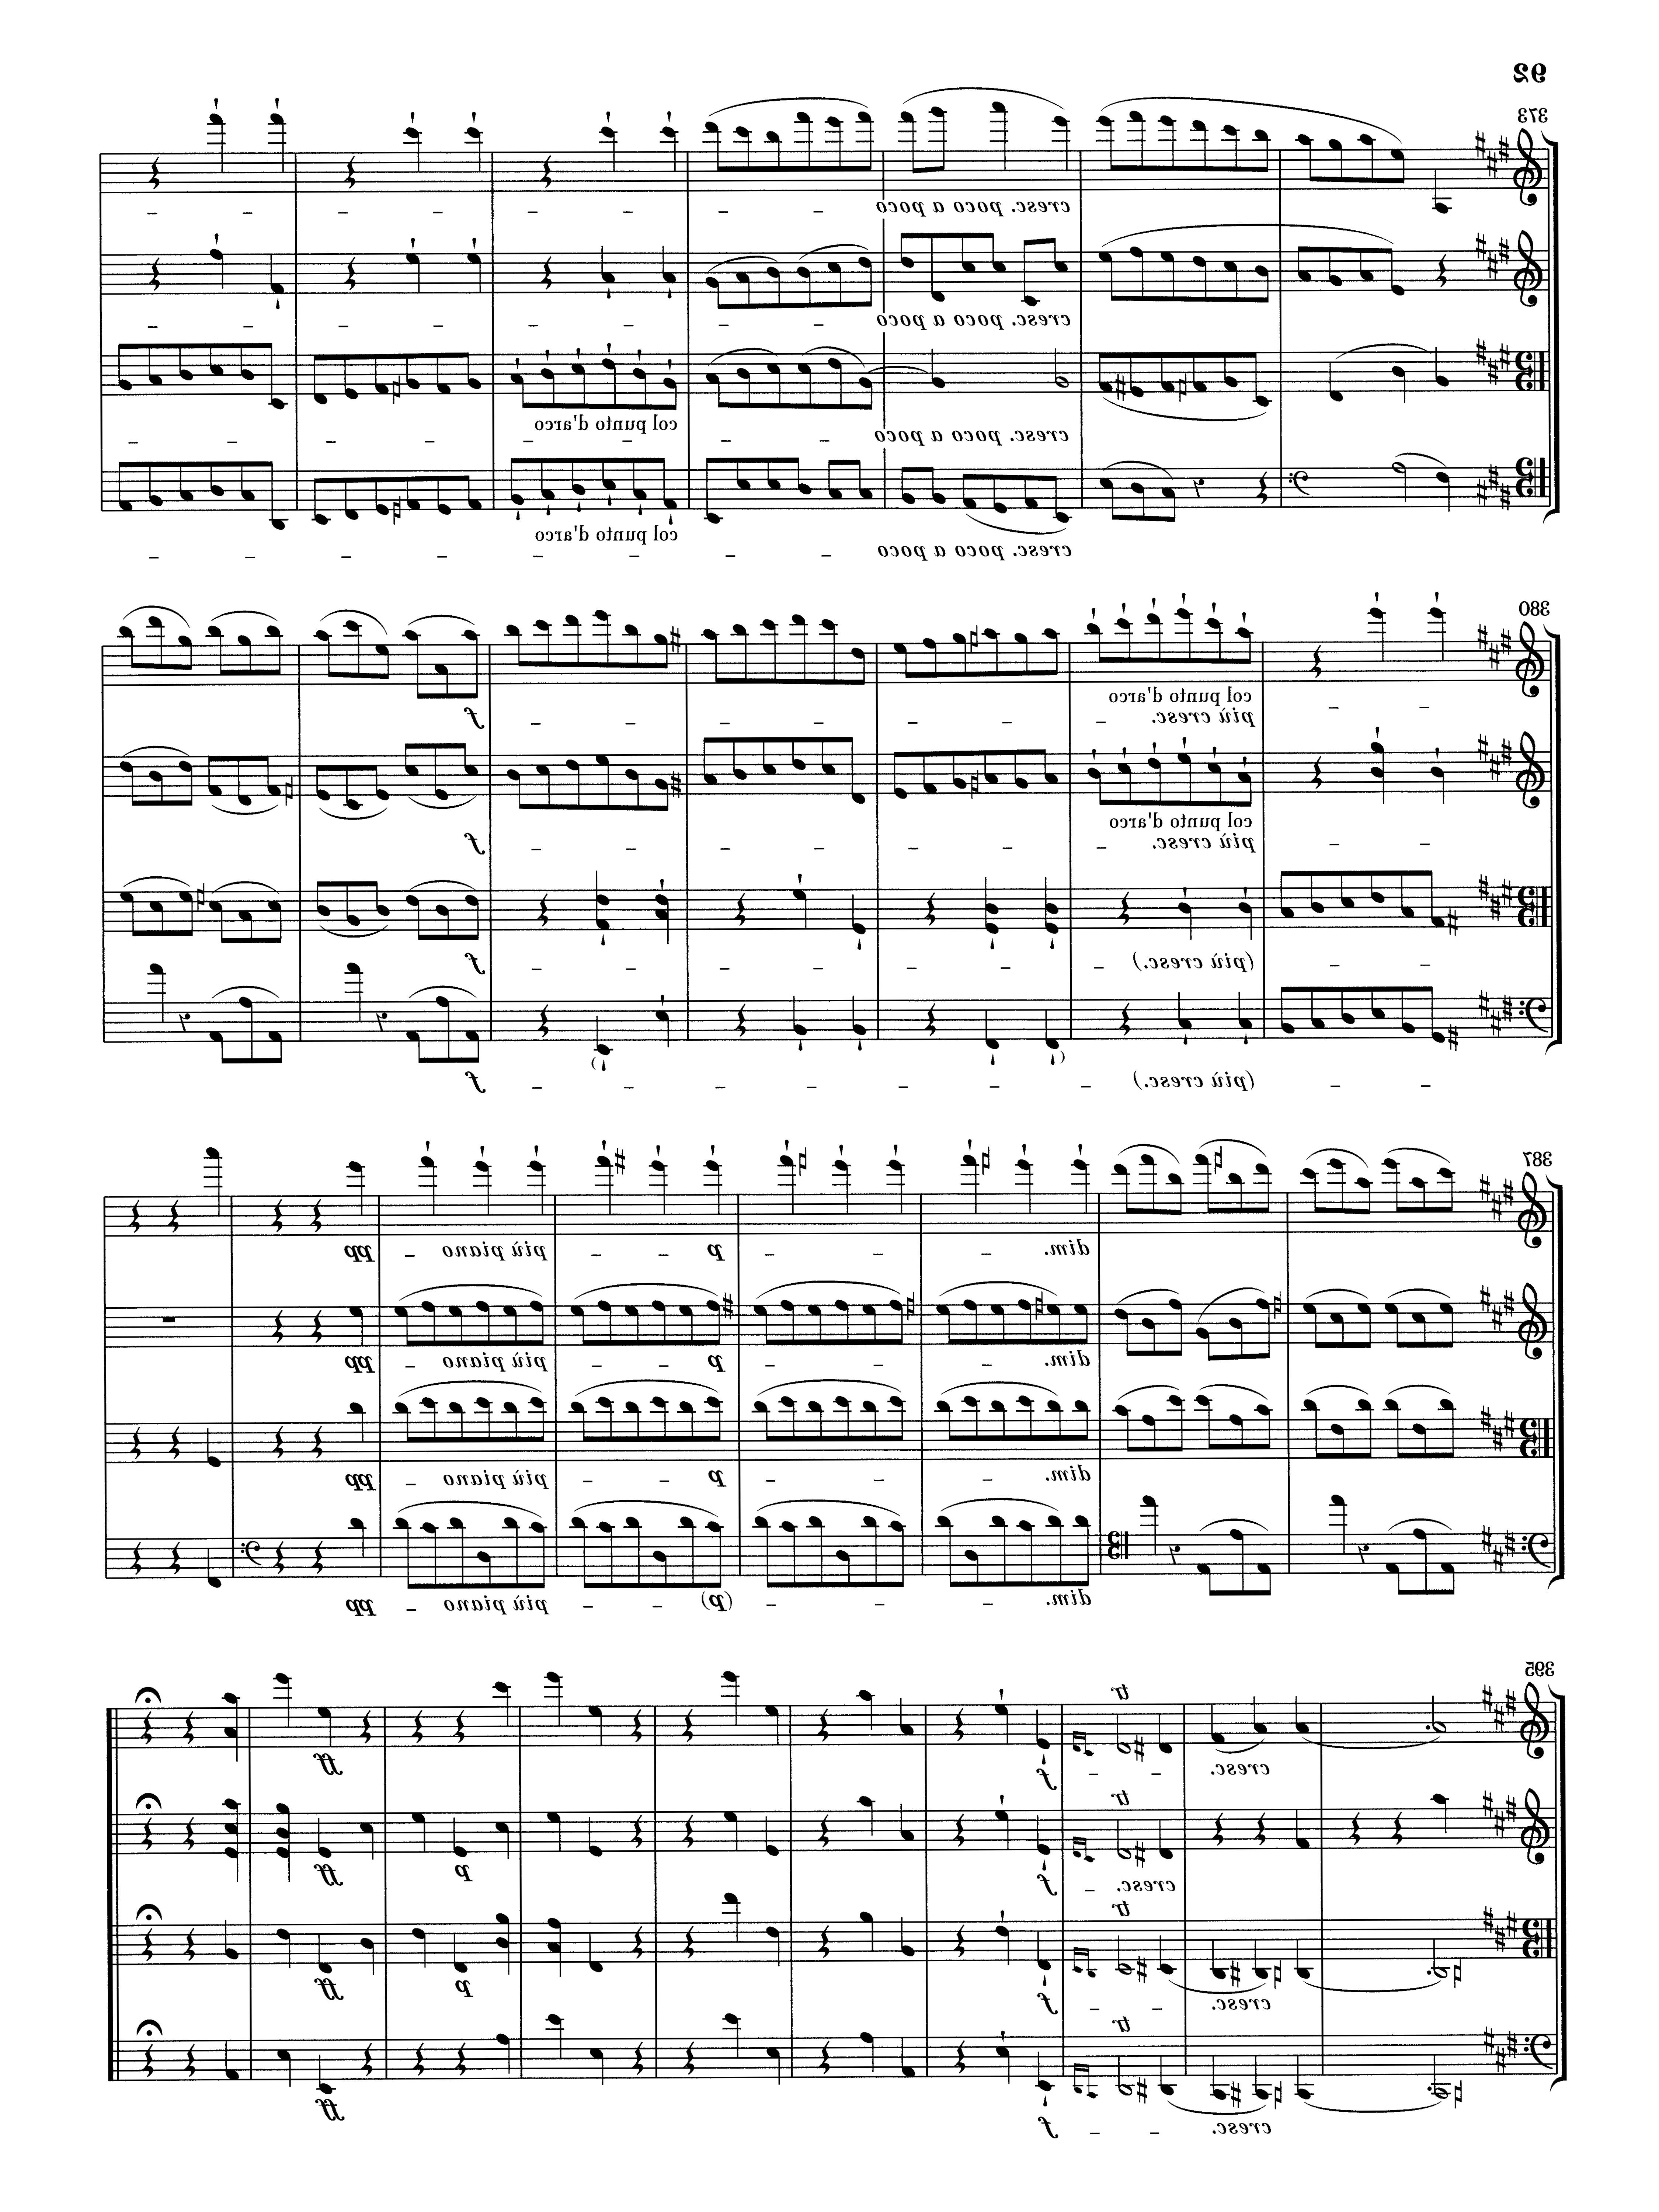 92
373
cresc. poco a poco
cresc. poco a poco
col punto d'arco
cresc. poco a poco
col punto d'arco
cresc. poco a poco
380
col punto d'arco
più cresc. f
col punto d'arco
più cresc. f
(più cresc.) f
(più cresc.) f
387
dim. p più piano pp
dim. p più piano pp
dim. p più piano pp
dim. (p) più piano pp
395
tr
cresc. f ff
tr
cresc. f p ff
tr
cresc. f p ff
tr
cresc. f ff